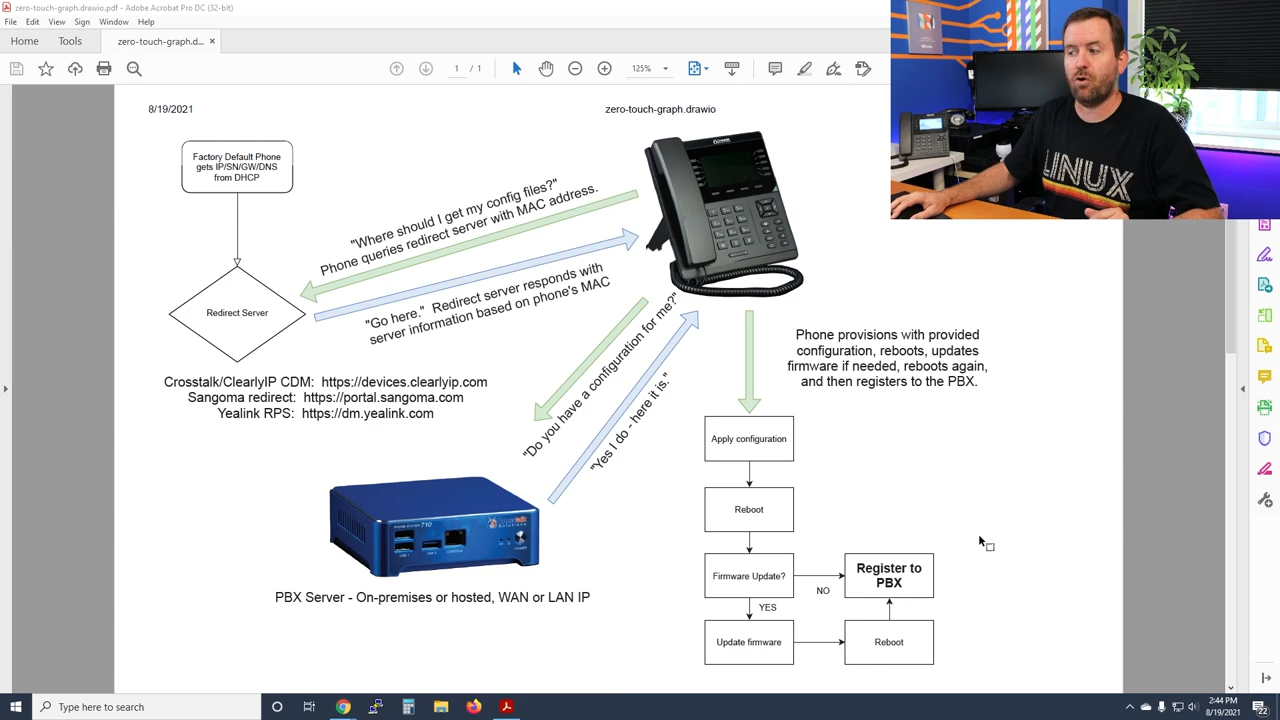 zero-touch-graph.drawio.pdf - Adobe Acrobat Pro DC (32-bit)
File Edit View Sign Window Help
Home Tools zero-touch-graph.d... ×
1 / 1 125%
8/19/2021 zero-touch-graph.drawio
Factory Default Phone
gets IP/SN/GW/DNS
from DHCP
"Where should I get my config files?"
Phone queries redirect server with MAC address.
Redirect Server
"Go here." Redirect server responds with
server information based on phone's MAC
Crosstalk/ClearlyIP CDM: https://devices.clearlyip.com
Sangoma redirect: https://portal.sangoma.com
Yealink RPS: https://dm.yealink.com
"Do you have a configuration for me?"
"Yes I do - here it is."
Phone provisions with provided
configuration, reboots, updates
firmware if needed, reboots again,
and then registers to the PBX.
Apply configuration
Reboot
Firmware Update?
NO
Register to
PBX
YES
Update firmware
Reboot
PHONE SYSTEM 710
POWER
PBX Server - On-premises or hosted, WAN or LAN IP
LINUX
Type here to search
2:44 PM
8/19/2021
22